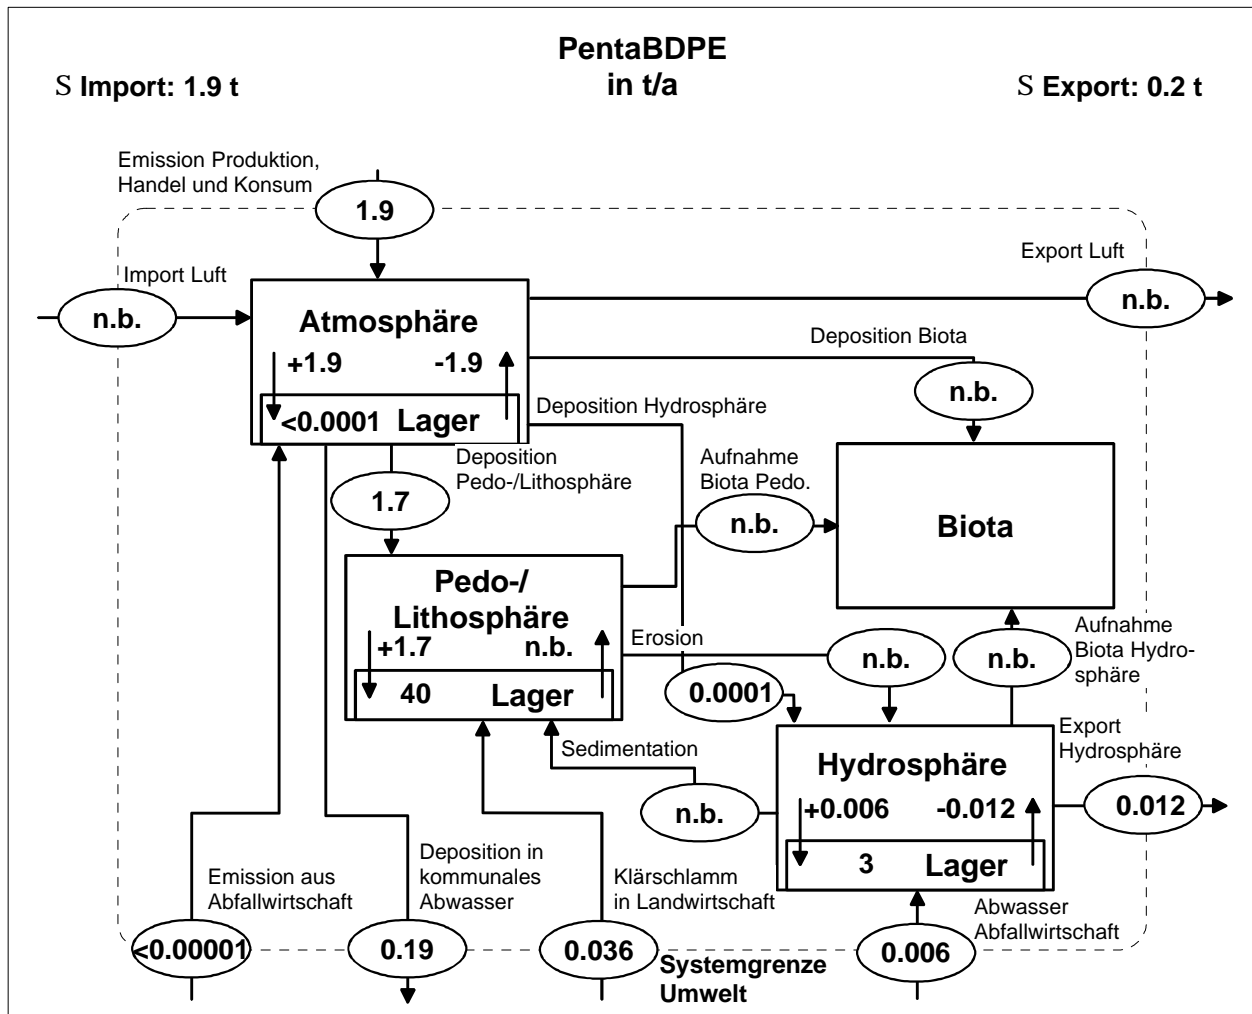 PentaBDPE
in t/a
S Import: 1.9 t
S Export: 0.2 t
Emission Produktion,
Handel und Konsum
1.9
Import Luft
n.b.
Export Luft
n.b.
Atmosphäre
+1.9 -1.9
<0.0001 Lager
Deposition Biota
n.b.
Deposition Hydrosphäre
Deposition
Pedo-/Lithosphäre
1.7
Aufnahme
Biota Pedo.
n.b.
Biota
Pedo-/
Lithosphäre
+1.7 n.b.
40 Lager
Erosion
n.b.
n.b.
Aufnahme
Biota Hydro-
sphäre
0.0001
Sedimentation
n.b.
Hydrosphäre
+0.006 -0.012
3 Lager
Export
Hydrosphäre
0.012
Emission aus
Abfallwirtschaft
<0.00001
Deposition in
kommunales
Abwasser
0.19
Klärschlamm
in Landwirtschaft
0.036
Abwasser
Abfallwirtschaft
0.006
Systemgrenze
Umwelt